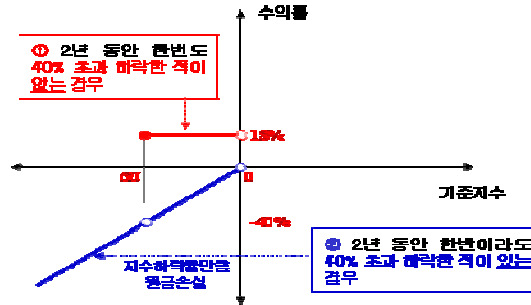 수익률
① 2년 동안 한번도
40% 초과 하락한 적이
없는 경우
0
기준지수
-40%
② 2년 동안 한번이라도
40% 초과 하락한 적이 있는
경우
지수하락률만큼
원금손실